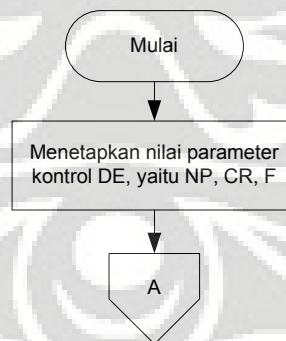 Mulai
Menetapkan nilai parameter
kontrol DE, yaitu NP, CR, F
A